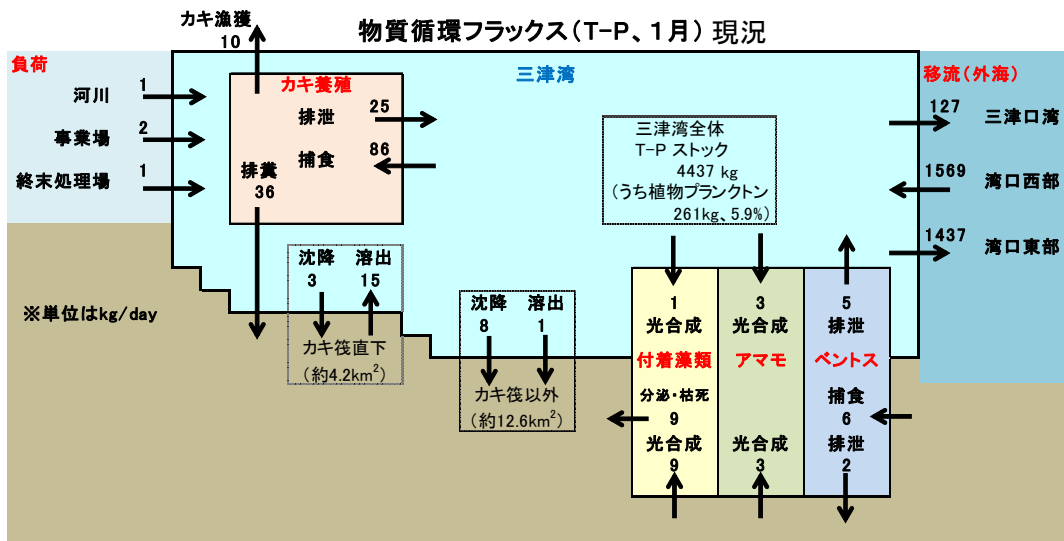 物質循環フラックス（T-P、1月） 現況
カキ漁獲
10
負荷
河川
1
事業場
2
終末処理場
1
カキ養殖
排泄
25
捕食
86
排糞
36
三津湾
三津湾全体
T-P ストック
4437 kg
（うち植物プランクトン
261kg、5.9%）
移流（外海）
127
三津口湾
1569
湾口西部
1437
湾口東部
※単位はkg/day
沈降 溶出
3 15
カキ筏直下
（約4.2km²）
沈降 溶出
8 1
カキ筏以外
（約12.6km²）
1
光合成
付着藻類
分泌・枯死
9
光合成
9
3
光合成
アマモ
光合成
3
5
排泄
ベントス
捕食
6
排泄
2